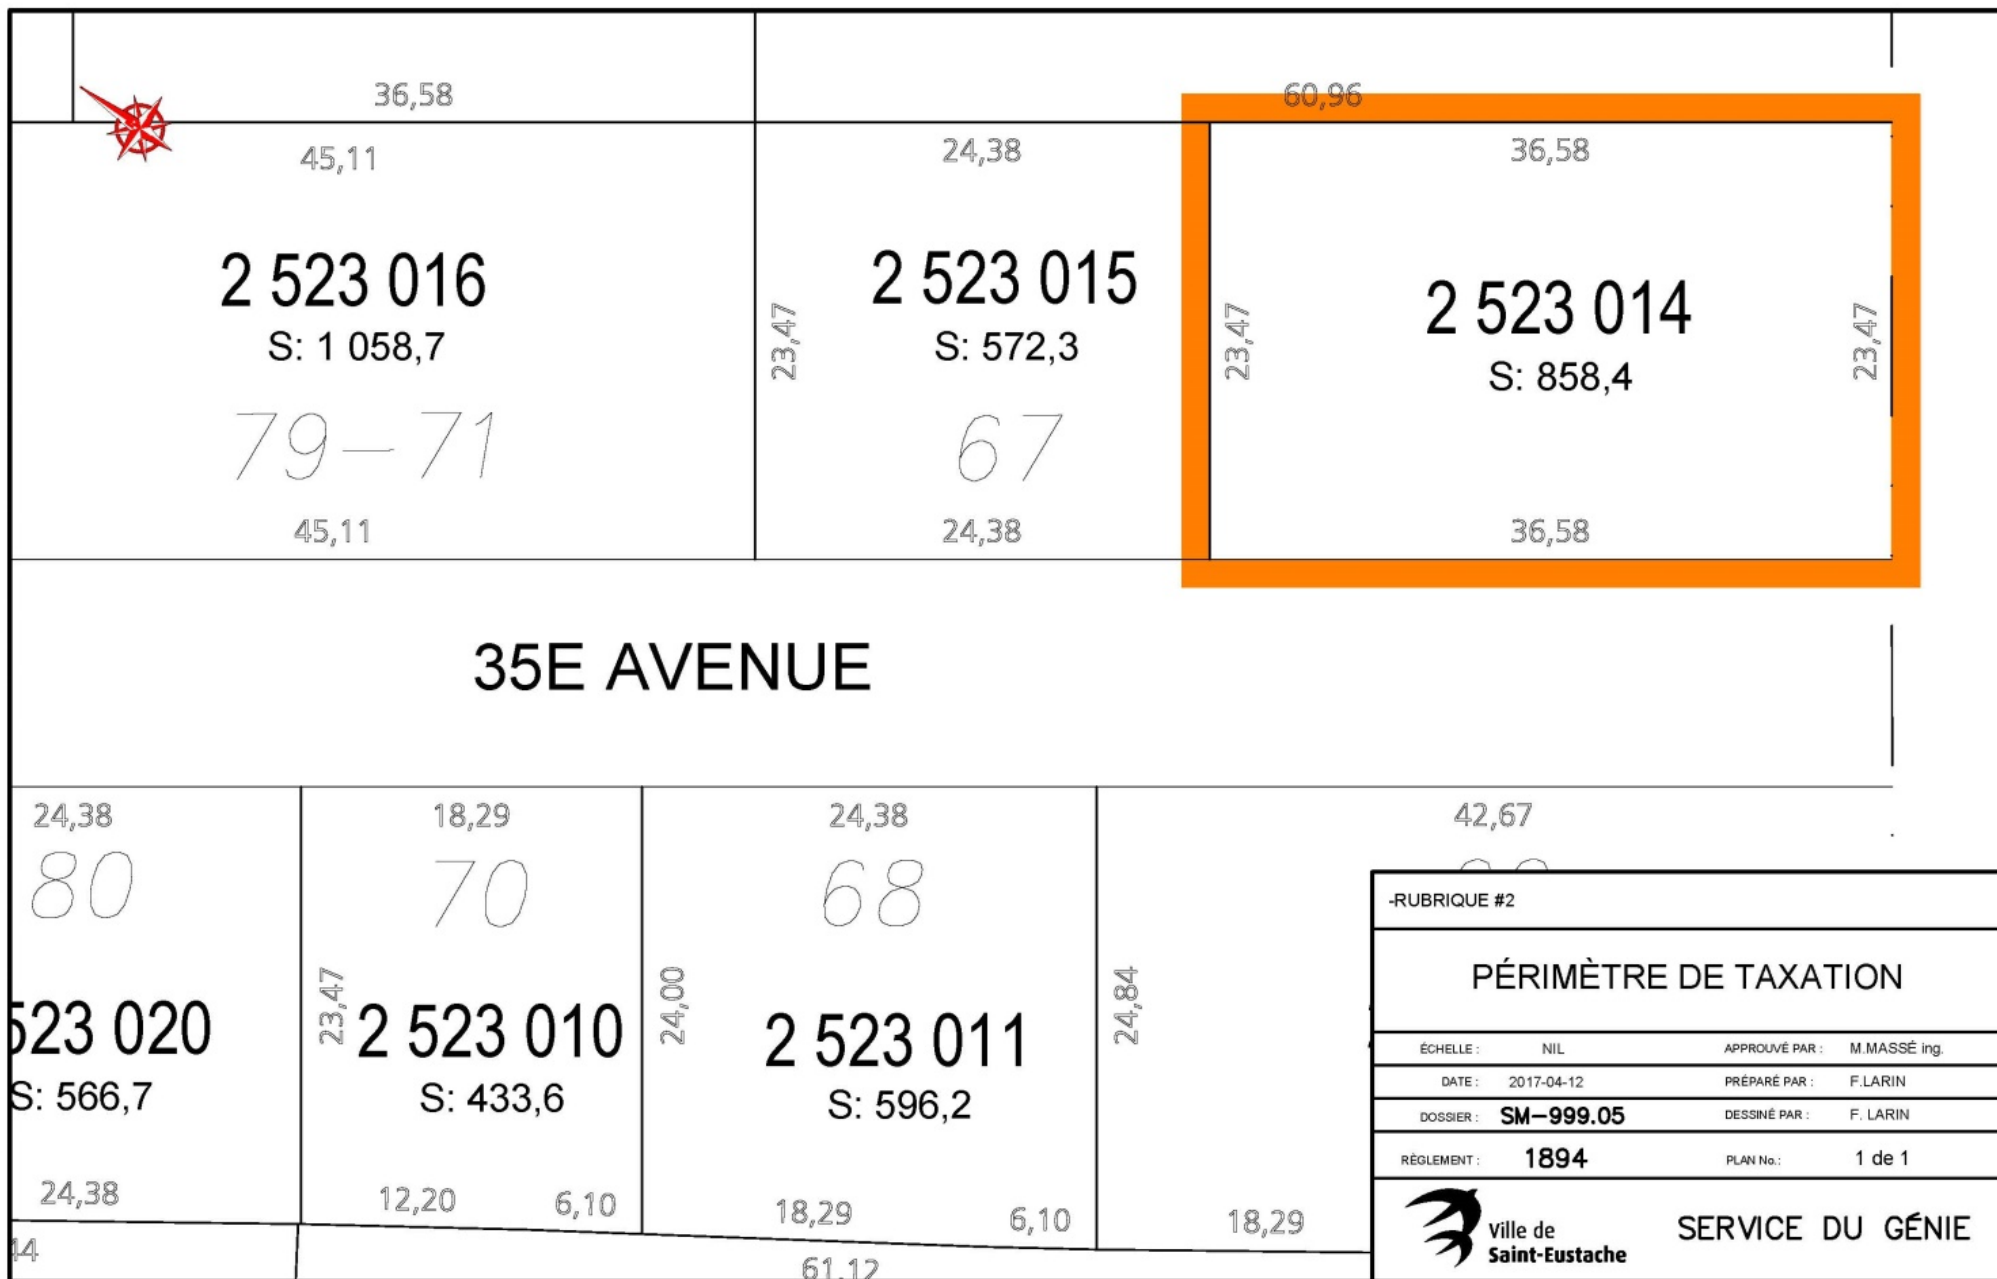 36,58
60,96
45,11
24,38
36,58
2 523 016
S: 1 058,7
79-71
23,47
2 523 015
S: 572,3
67
23,47
2 523 014
S: 858,4
23,47
45,11
24,38
36,58
35E AVENUE
24,38
18,29
24,38
42,67
80
70
68
523 020
S: 566,7
23,47
2 523 010
S: 433,6
24,00
2 523 011
S: 596,2
24,84
24,38
12,20
6,10
18,29
6,10
18,29
44
61,12
-RUBRIQUE #2
PÉRIMÈTRE DE TAXATION
ÉCHELLE : NIL APPROUVÉ PAR : M.MASSÉ ing.
DATE : 2017-04-12 PRÉPARÉ PAR : F.LARIN
DOSSIER : SM-999.05 DESSINÉ PAR : F. LARIN
RÈGLEMENT : 1894 PLAN No.: 1 de 1
Ville de
Saint-Eustache
SERVICE DU GÉNIE